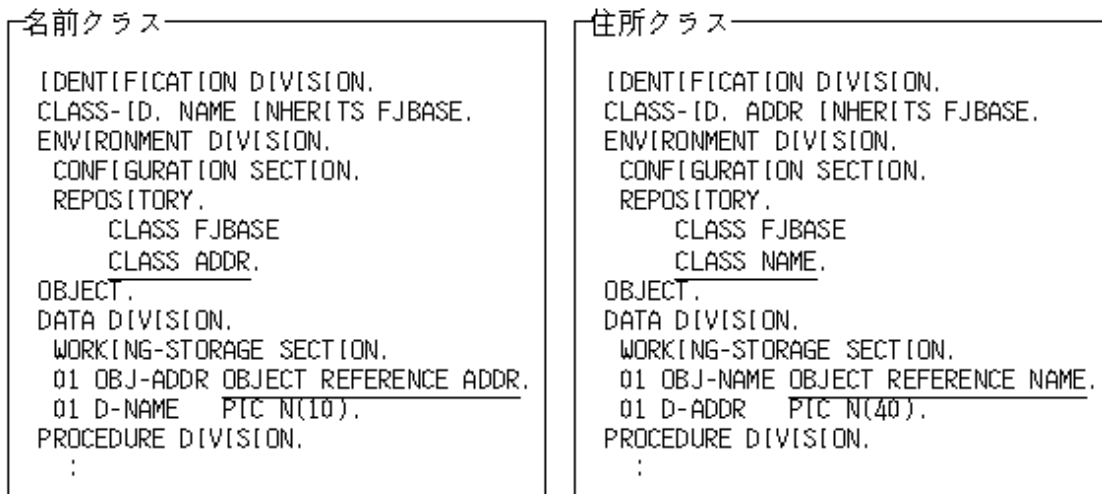 名前クラス
IDENTIFICATION DIVISION.
CLASS-ID. NAME INHERITS FJBASE.
ENVIRONMENT DIVISION.
CONFIGURATION SECTION.
REPOSITORY.
CLASS FJBASE
CLASS ADDR.
OBJECT.
DATA DIVISION.
WORKING-STORAGE SECTION.
01 OBJ-ADDR OBJECT REFERENCE ADDR.
01 D-NAME PIC N(10).
PROCEDURE DIVISION.
:
住所クラス
IDENTIFICATION DIVISION.
CLASS-ID. ADDR INHERITS FJBASE.
ENVIRONMENT DIVISION.
CONFIGURATION SECTION.
REPOSITORY.
CLASS FJBASE
CLASS NAME.
OBJECT.
DATA DIVISION.
WORKING-STORAGE SECTION.
01 OBJ-NAME OBJECT REFERENCE NAME.
01 D-ADDR PIC N(40).
PROCEDURE DIVISION.
: